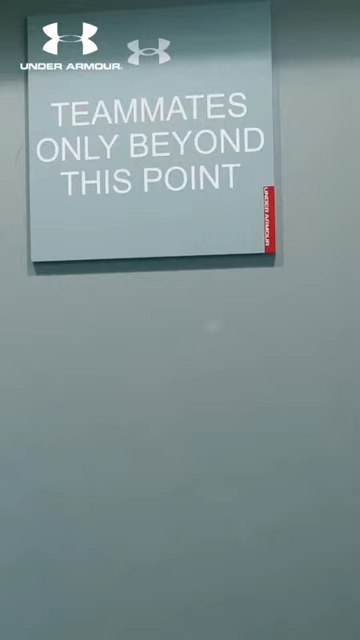 UNDER ARMOUR
TEAMMATES
ONLY BEYOND
THIS POINT
UNDER ARMOUR